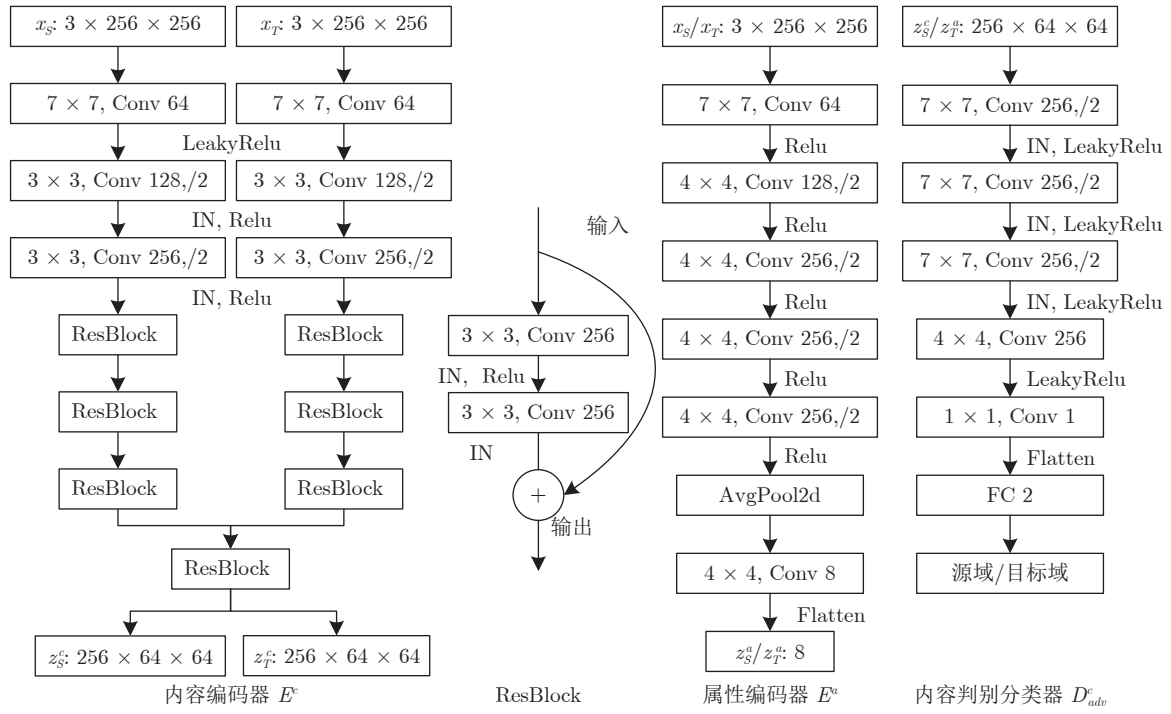 x_S: 3 × 256 × 256
x_T: 3 × 256 × 256
7 × 7, Conv 64
7 × 7, Conv 64
LeakyRelu
3 × 3, Conv 128,/2
3 × 3, Conv 128,/2
IN, Relu
3 × 3, Conv 256,/2
3 × 3, Conv 256,/2
IN, Relu
ResBlock
ResBlock
ResBlock
ResBlock
ResBlock
ResBlock
ResBlock
z_S^c: 256 × 64 × 64
z_T^c: 256 × 64 × 64
内容编码器 E^c
输入
3 × 3, Conv 256
IN, Relu
3 × 3, Conv 256
IN
+
输出
ResBlock
x_S/x_T: 3 × 256 × 256
7 × 7, Conv 64
Relu
4 × 4, Conv 128,/2
Relu
4 × 4, Conv 256,/2
Relu
4 × 4, Conv 256,/2
Relu
4 × 4, Conv 256,/2
Relu
AvgPool2d
4 × 4, Conv 8
Flatten
z_S^a/z_T^a: 8
属性编码器 E^a
z_S^c/z_T^a: 256 × 64 × 64
7 × 7, Conv 256,/2
IN, LeakyRelu
7 × 7, Conv 256,/2
IN, LeakyRelu
7 × 7, Conv 256,/2
IN, LeakyRelu
4 × 4, Conv 256
LeakyRelu
1 × 1, Conv 1
Flatten
FC 2
源域/目标域
内容判别分类器 D_adv^c